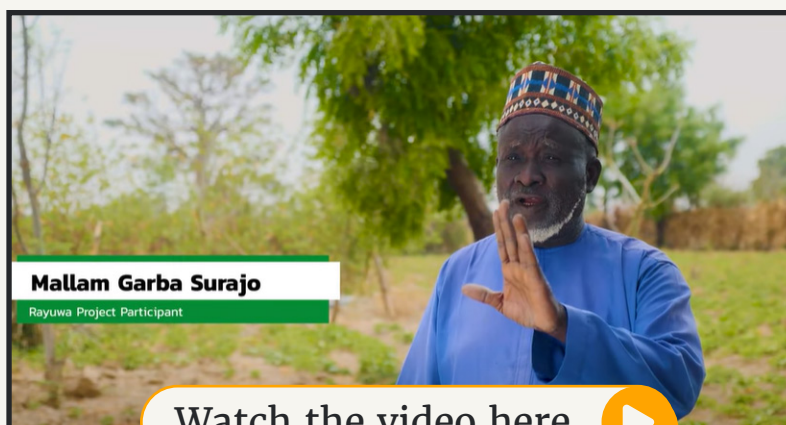 Mallam Garba Surajo
Rayuwa Project Participant
Watch the video here